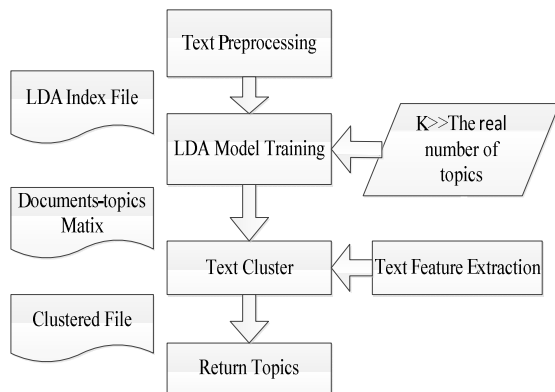 Text Preprocessing
LDA Index File
LDA Model Training
K>>The real
number of
topics
Documents-topics
Matix
Text Cluster
Text Feature Extraction
Clustered File
Return Topics